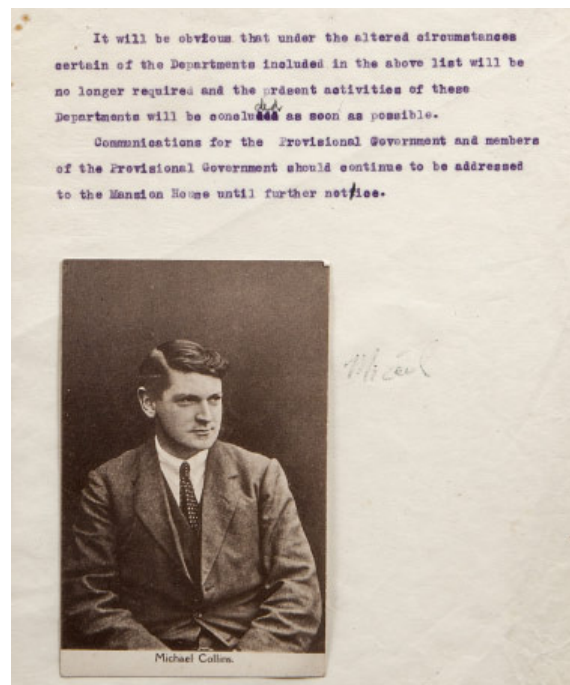 It will be obvious that under the altered circumstances
certain of the Departments included in the above list will be
no longer required and the present activities of these
Departments will be concluded as soon as possible.
Communications for the Provisional Government and members
of the Provisional Government should continue to be addressed
to the Mansion House until further notice.
Michael Collins.